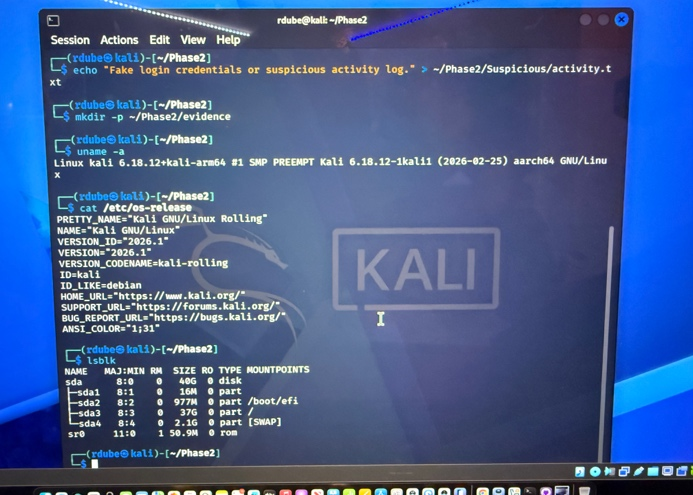 rdube@kali: ~/Phase2
Session Actions Edit View Help
┌──(rdube㉿kali)-[~/Phase2]
└─$ echo "Fake login credentials or suspicious activity log." > ~/Phase2/Suspicious/activity.t
xt
┌──(rdube㉿kali)-[~/Phase2]
└─$ mkdir -p ~/Phase2/evidence
┌──(rdube㉿kali)-[~/Phase2]
└─$ uname -a
Linux kali 6.18.12+kali-arm64 #1 SMP PREEMPT Kali 6.18.12-1kali1 (2026-02-25) aarch64 GNU/Linu
x
┌──(rdube㉿kali)-[~/Phase2]
└─$ cat /etc/os-release
PRETTY_NAME="Kali GNU/Linux Rolling"
NAME="Kali GNU/Linux"
VERSION_ID="2026.1"
VERSION="2026.1"
VERSION_CODENAME=kali-rolling
ID=kali
ID_LIKE=debian
HOME_URL="https://www.kali.org/"
SUPPORT_URL="https://forums.kali.org/"
BUG_REPORT_URL="https://bugs.kali.org/"
ANSI_COLOR="1;31"
KALI
┌──(rdube㉿kali)-[~/Phase2]
└─$ lsblk
NAME MAJ:MIN RM SIZE RO TYPE MOUNTPOINTS
sda 8:0 0 40G 0 disk
├─sda1 8:1 0 16M 0 part
├─sda2 8:2 0 977M 0 part /boot/efi
├─sda3 8:3 0 37G 0 part /
└─sda4 8:4 0 2.1G 0 part [SWAP]
sr0 11:0 1 50.9M 0 rom
┌──(rdube㉿kali)-[~/Phase2]
└─$